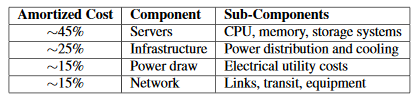 Amortized Cost Component Sub-Components
∼45% Servers CPU, memory, storage systems
∼25% Infrastructure Power distribution and cooling
∼15% Power draw Electrical utility costs
∼15% Network Links, transit, equipment